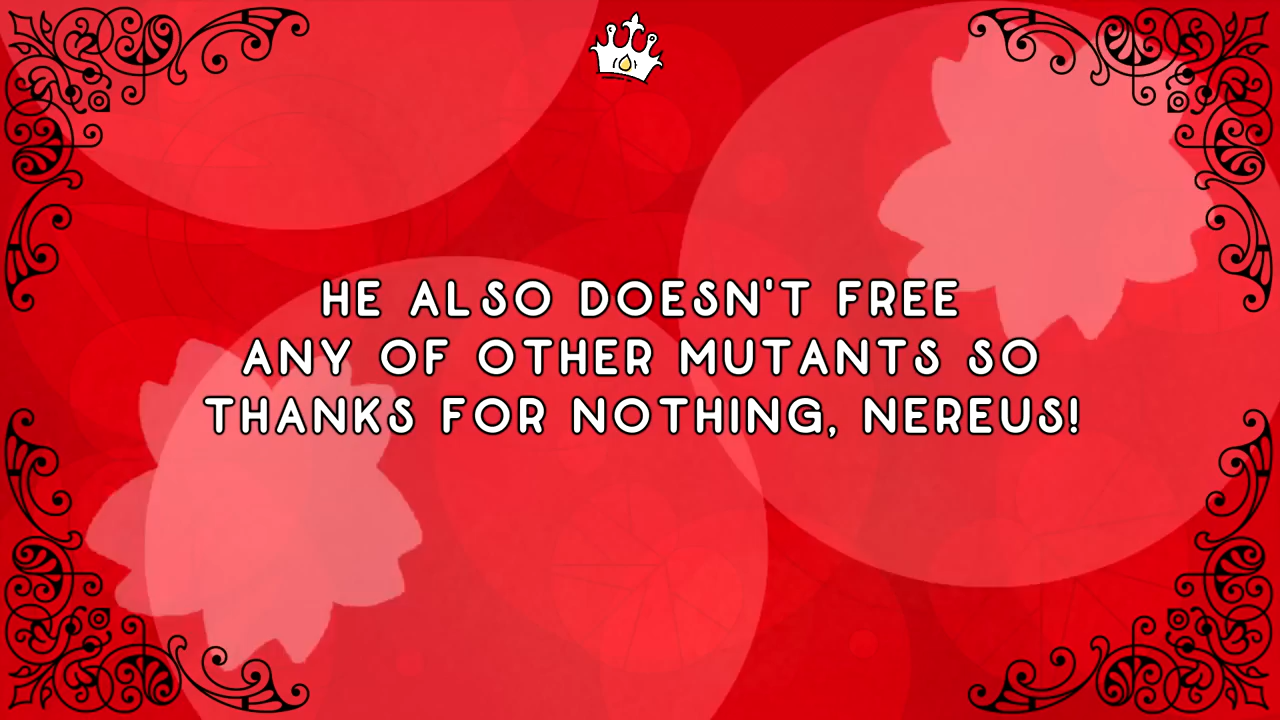 HE ALSO DOESN'T FREE
ANY OF OTHER MUTANTS SO
THANKS FOR NOTHING, NEREUS!